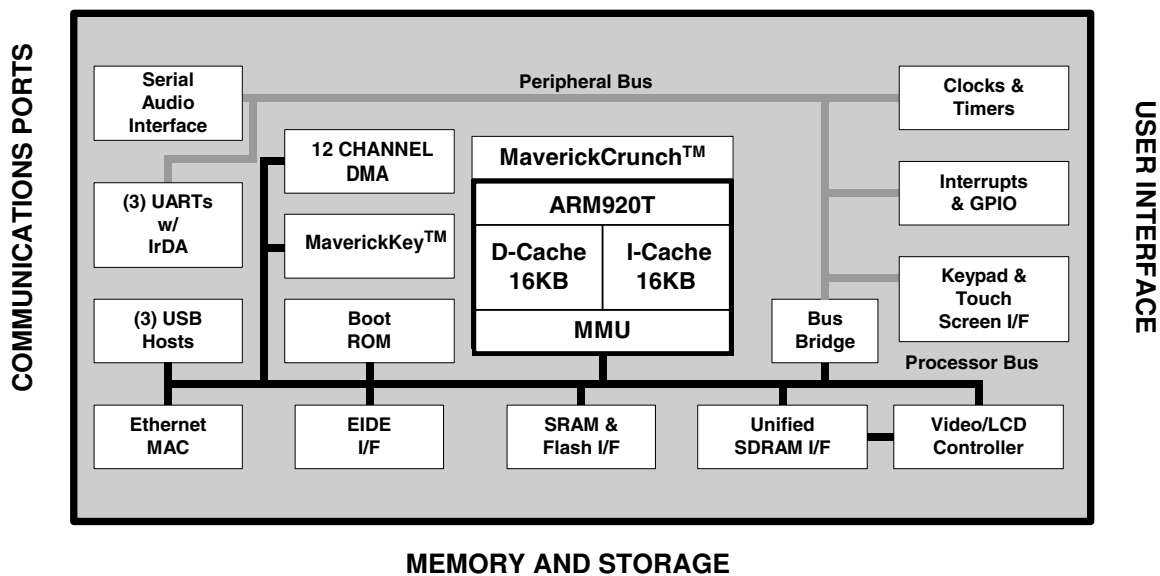 COMMUNICATIONS PORTS
Serial
Audio
Interface
Peripheral Bus
Clocks &
Timers
12 CHANNEL
DMA
MaverickCrunch™
(3) UARTs
w/
IrDA
ARM920T
Interrupts
& GPIO
MaverickKey™
D-Cache
16KB
I-Cache
16KB
Keypad &
Touch
Screen I/F
(3) USB
Hosts
Boot
ROM
MMU
Bus
Bridge
Processor Bus
Ethernet
MAC
EIDE
I/F
SRAM &
Flash I/F
Unified
SDRAM I/F
Video/LCD
Controller
USER INTERFACE
MEMORY AND STORAGE